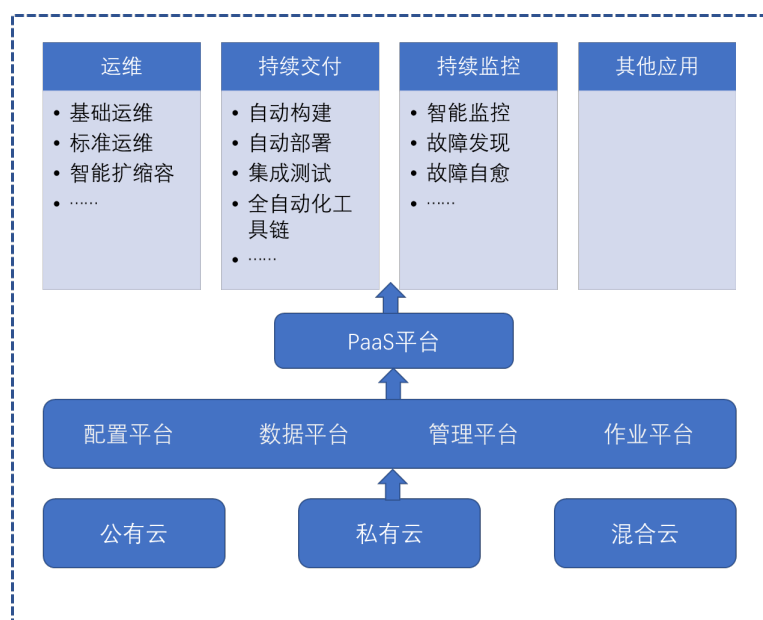 运维
• 基础运维
• 标准运维
• 智能扩缩容
• ……
持续交付
• 自动构建
• 自动部署
• 集成测试
• 全自动化工
具链
• ……
持续监控
• 智能监控
• 故障发现
• 故障自愈
• ……
其他应用
PaaS平台
配置平台 数据平台 管理平台 作业平台
公有云 私有云 混合云